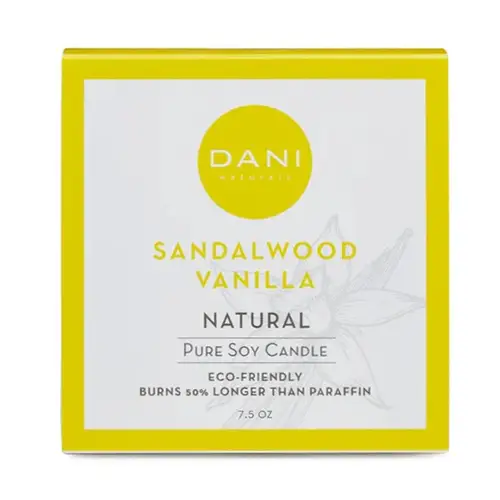 DANI
naturals
SANDALWOOD
VANILLA
NATURAL
PURE SOY CANDLE
ECO-FRIENDLY
BURNS 50% LONGER THAN PARAFFIN
7.5 OZ